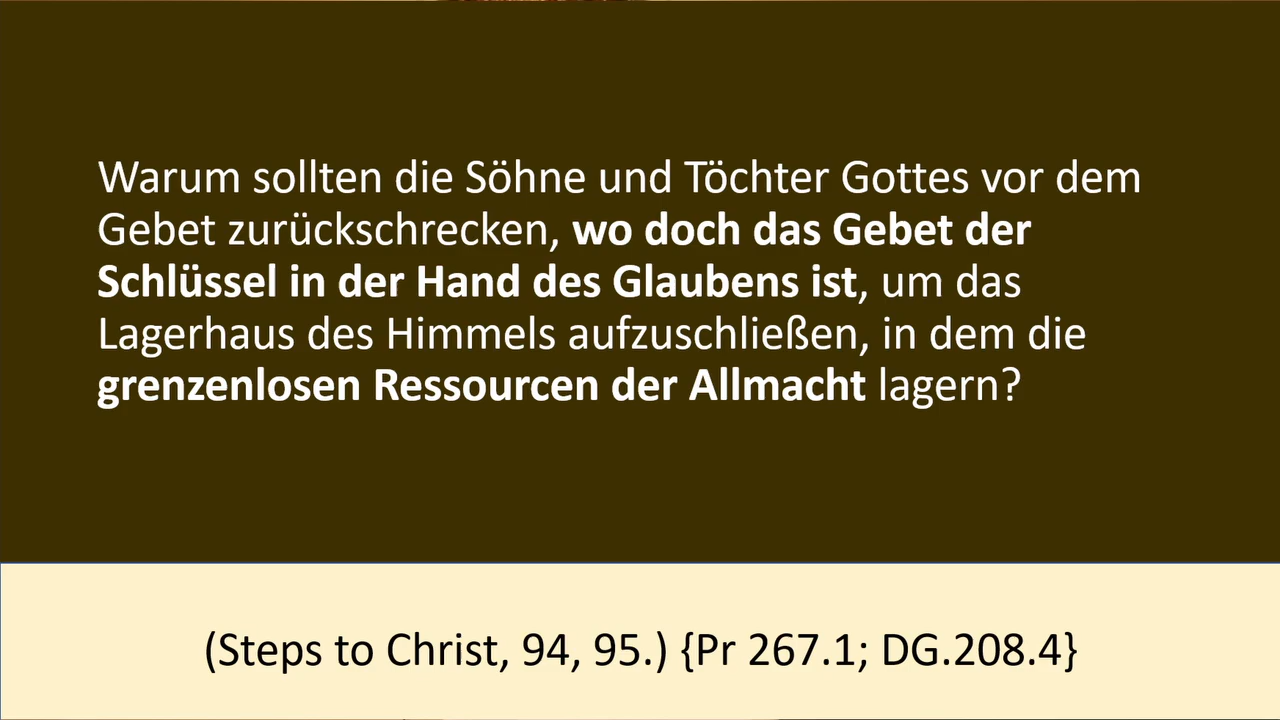 Warum sollten die Söhne und Töchter Gottes vor dem
Gebet zurückschrecken, wo doch das Gebet der
Schlüssel in der Hand des Glaubens ist, um das
Lagerhaus des Himmels aufzuschließen, in dem die
grenzenlosen Ressourcen der Allmacht lagern?
(Steps to Christ, 94, 95.) {Pr 267.1; DG.208.4}